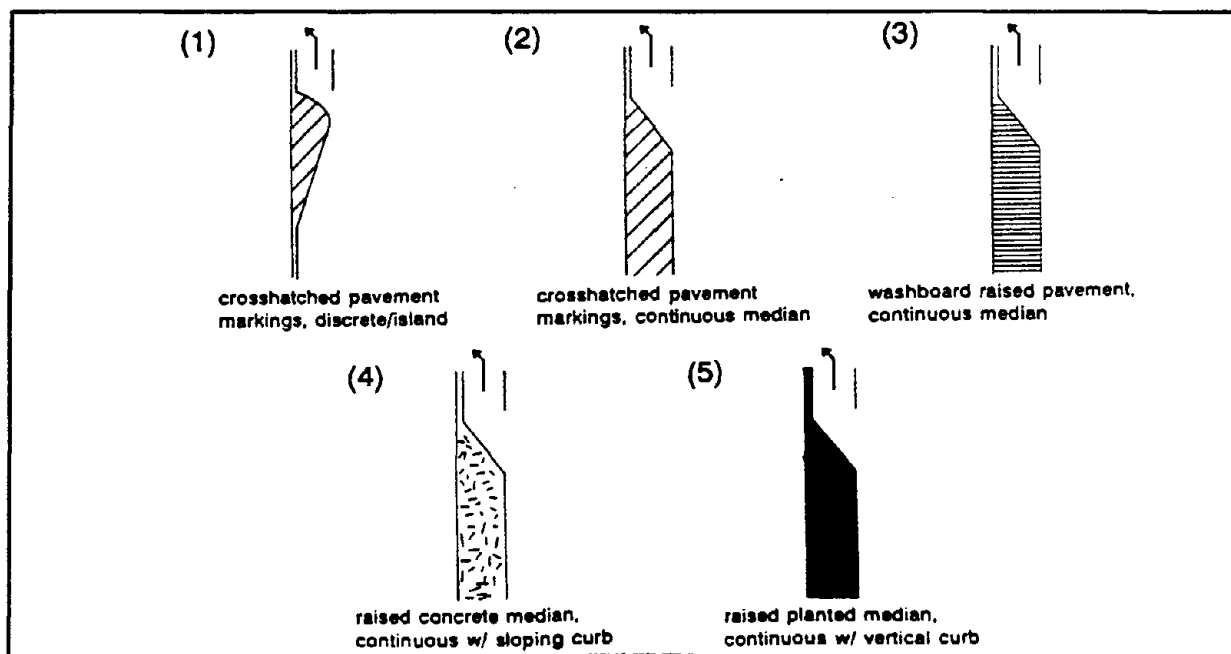 (1)
(2)
(3)
crosshatched pavement
markings, discrete/island
crosshatched pavement
markings, continuous median
washboard raised pavement,
continuous median
(4)
(5)
raised concrete median,
continuous w/ sloping curb
raised planted median,
continuous w/ vertical curb